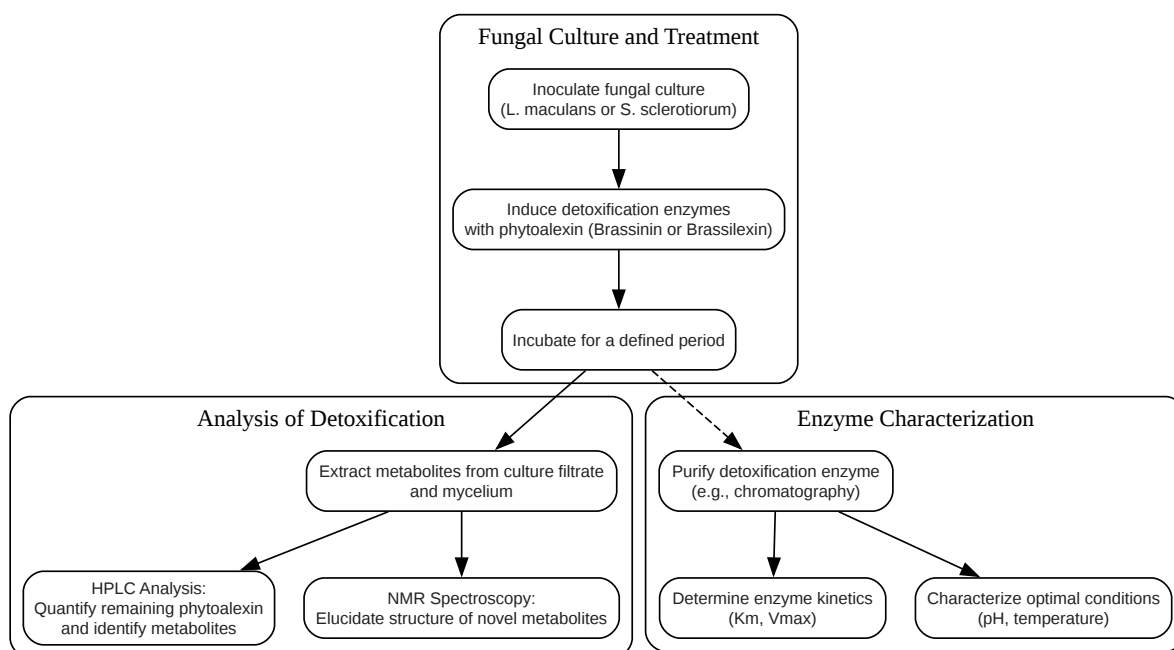 Fungal Culture and Treatment
Inoculate fungal culture
(L. maculans or S. sclerotiorum)
Induce detoxification enzymes
with phytoalexin (Brassinin or Brassilexin)
Incubate for a defined period
Analysis of Detoxification
Extract metabolites from culture filtrate
and mycelium
HPLC Analysis:
Quantify remaining phytoalexin
and identify metabolites
NMR Spectroscopy:
Elucidate structure of novel metabolites
Enzyme Characterization
Purify detoxification enzyme
(e.g., chromatography)
Determine enzyme kinetics
(Km, Vmax)
Characterize optimal conditions
(pH, temperature)